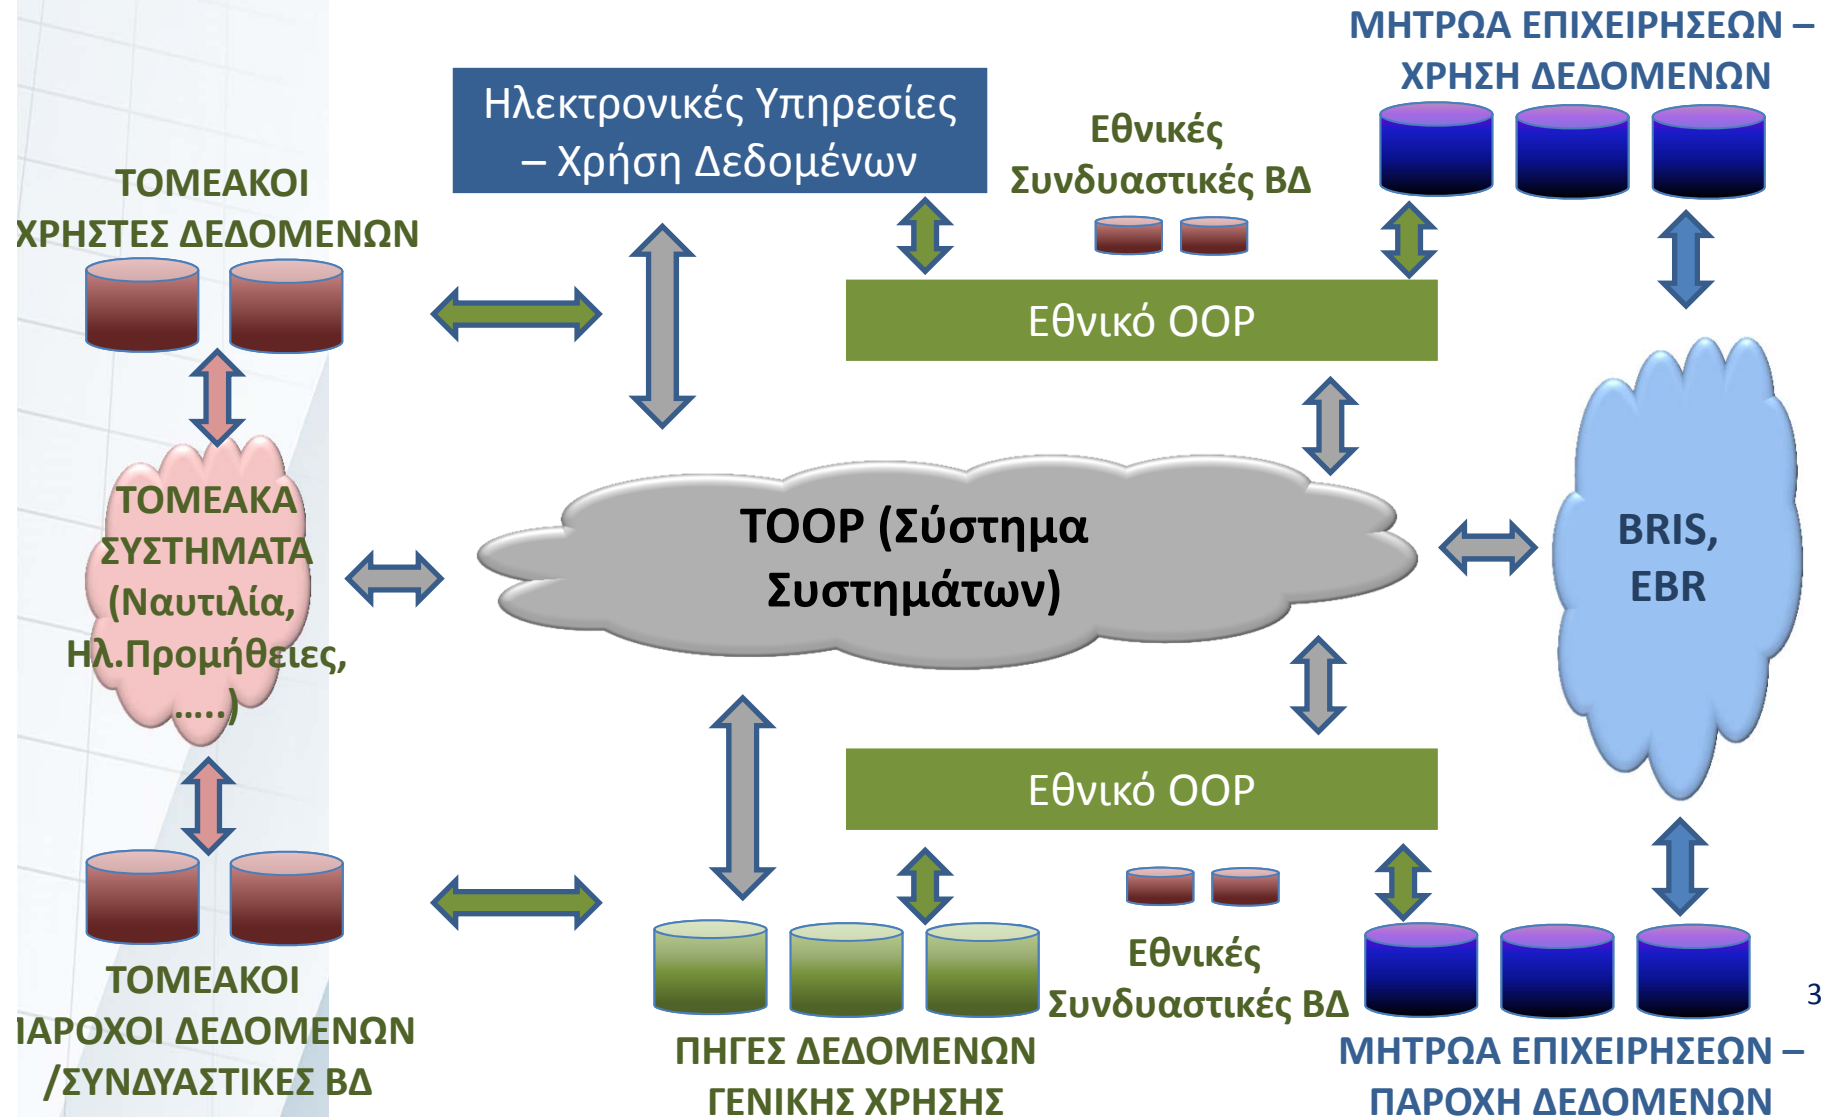 ΜΗΤΡΩΑ ΕΠΙΧΕΙΡΗΣΕΩΝ –
ΧΡΗΣΗ ΔΕΔΟΜΕΝΩΝ
Ηλεκτρονικές Υπηρεσίες
– Χρήση Δεδομένων
Εθνικές
Συνδυαστικές ΒΔ
ΤΟΜΕΑΚΟΙ
ΧΡΗΣΤΕΣ ΔΕΔΟΜΕΝΩΝ
Εθνικό OOP
ΤΟΜΕΑΚΑ
ΣΥΣΤΗΜΑΤΑ
(Ναυτιλία,
Ηλ.Προμήθειες,
…..)
TOOP (Σύστημα
Συστημάτων)
BRIS,
EBR
Εθνικό OOP
ΤΟΜΕΑΚΟΙ
ΠΑΡΟΧΟΙ ΔΕΔΟΜΕΝΩΝ
/ΣΥΝΔΥΑΣΤΙΚΕΣ ΒΔ
ΠΗΓΕΣ ΔΕΔΟΜΕΝΩΝ
ΓΕΝΙΚΗΣ ΧΡΗΣΗΣ
Εθνικές
Συνδυαστικές ΒΔ
ΜΗΤΡΩΑ ΕΠΙΧΕΙΡΗΣΕΩΝ –
ΠΑΡΟΧΗ ΔΕΔΟΜΕΝΩΝ
3